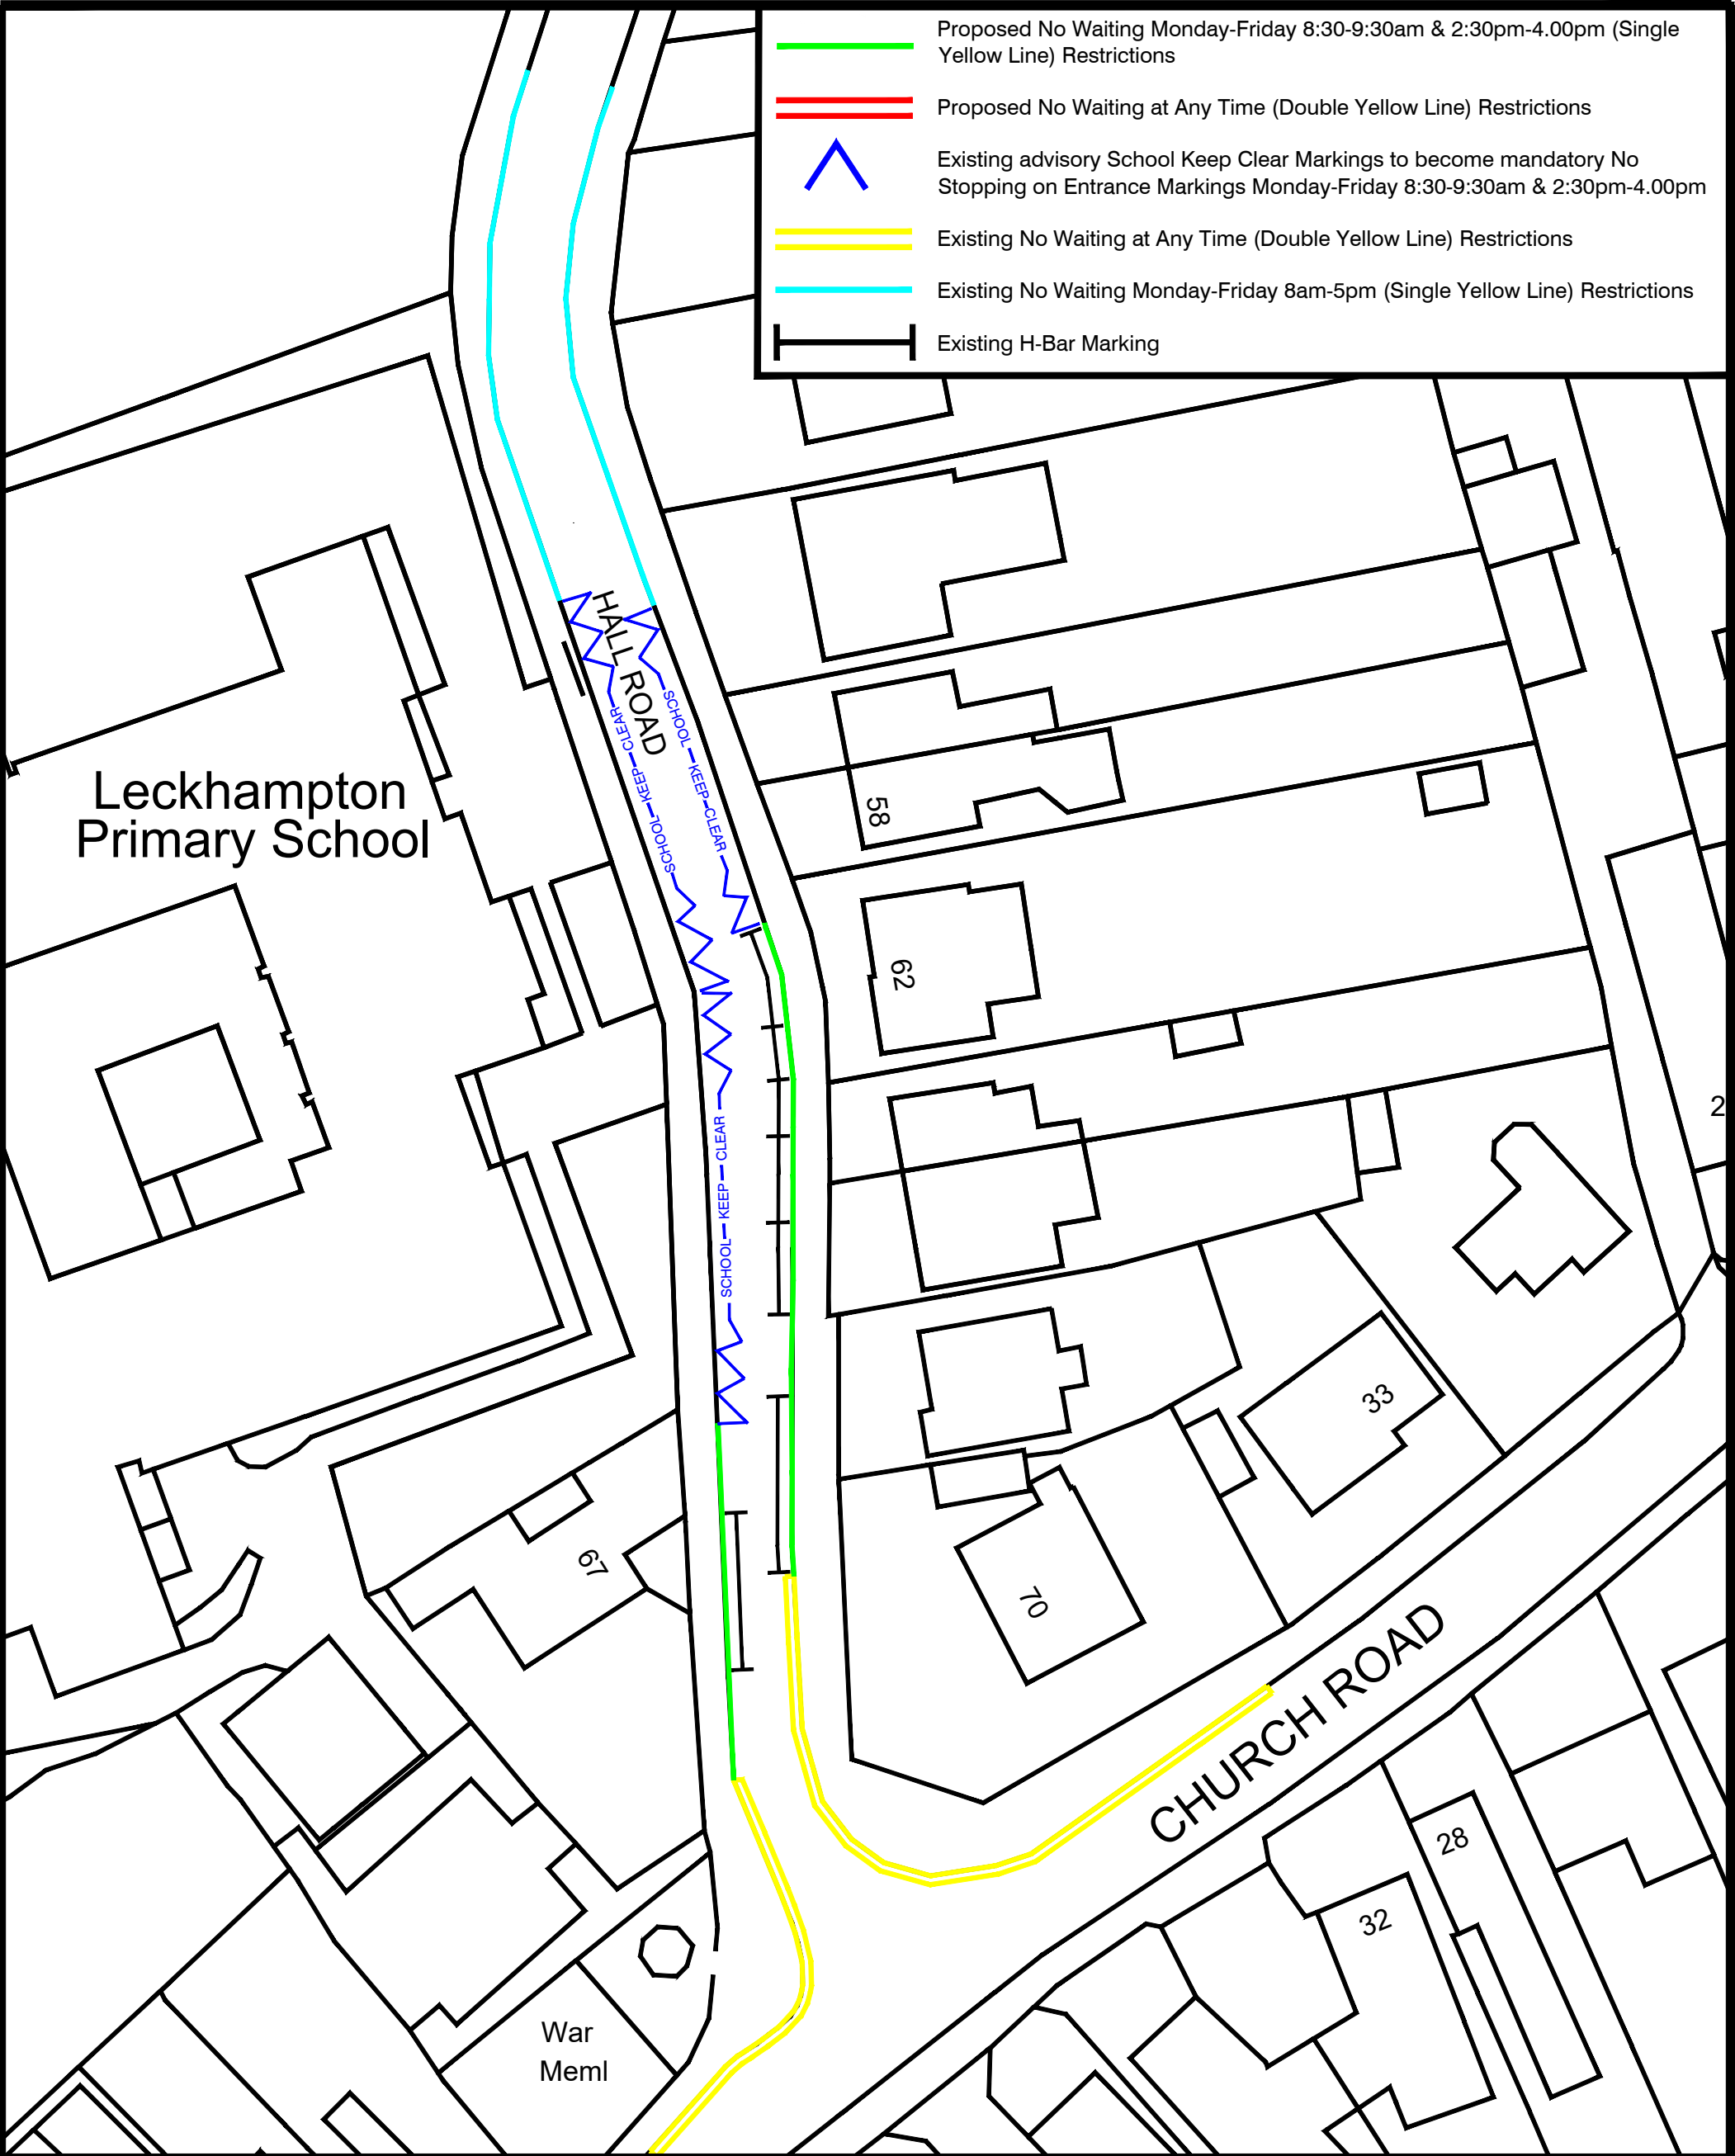 Proposed No Waiting Monday-Friday 8:30-9:30am & 2:30pm-4.00pm (Single
Yellow Line) Restrictions
Proposed No Waiting at Any Time (Double Yellow Line) Restrictions
Existing advisory School Keep Clear Markings to become mandatory No
Stopping on Entrance Markings Monday-Friday 8:30-9:30am & 2:30pm-4.00pm
Existing No Waiting at Any Time (Double Yellow Line) Restrictions
Existing No Waiting Monday-Friday 8am-5pm (Single Yellow Line) Restrictions
Existing H-Bar Marking
HALL ROAD
SCHOOL KEEP CLEAR
SCHOOL KEEP CLEAR
Leckhampton
Primary School
58
62
2
SCHOOL KEEP CLEAR
33
67
70
CHURCH ROAD
28
32
War
Meml